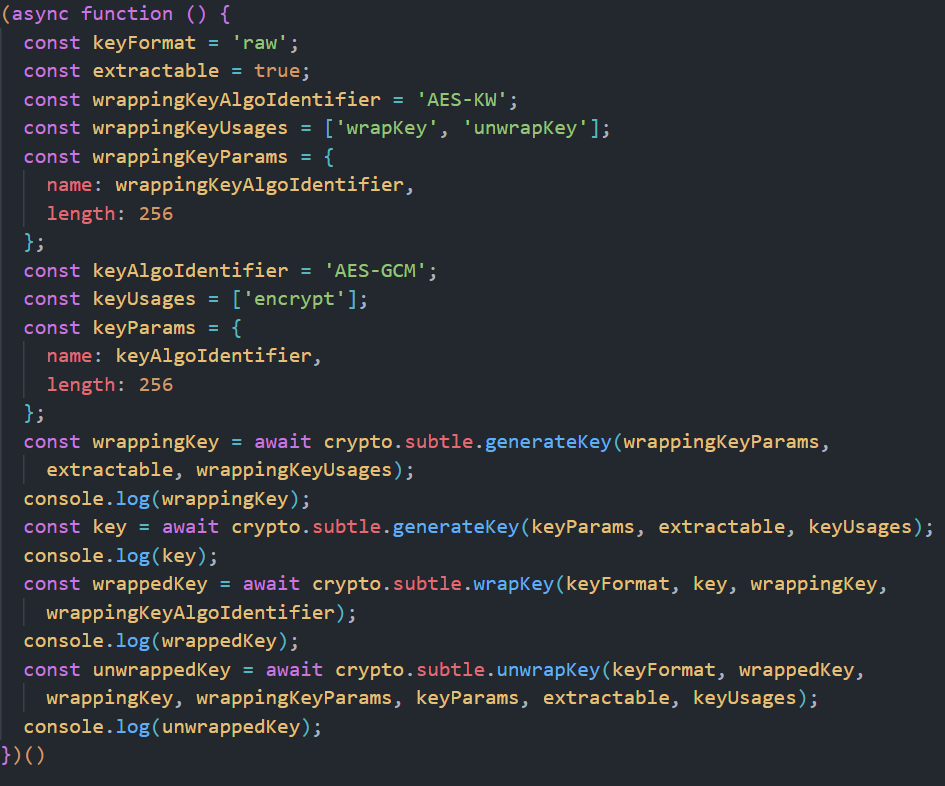 (async function () {
  const keyFormat = 'raw';
  const extractable = true;
  const wrappingKeyAlgoIdentifier = 'AES-KW';
  const wrappingKeyUsages = ['wrapKey', 'unwrapKey'];
  const wrappingKeyParams = {
    name: wrappingKeyAlgoIdentifier,
    length: 256
  };
  const keyAlgoIdentifier = 'AES-GCM';
  const keyUsages = ['encrypt'];
  const keyParams = {
    name: keyAlgoIdentifier,
    length: 256
  };
  const wrappingKey = await crypto.subtle.generateKey(wrappingKeyParams,
    extractable, wrappingKeyUsages);
  console.log(wrappingKey);
  const key = await crypto.subtle.generateKey(keyParams, extractable, keyUsages);
  console.log(key);
  const wrappedKey = await crypto.subtle.wrapKey(keyFormat, key, wrappingKey,
    wrappingKeyAlgoIdentifier);
  console.log(wrappedKey);
  const unwrappedKey = await crypto.subtle.unwrapKey(keyFormat, wrappedKey,
    wrappingKey, wrappingKeyParams, keyParams, extractable, keyUsages);
  console.log(unwrappedKey);
})()